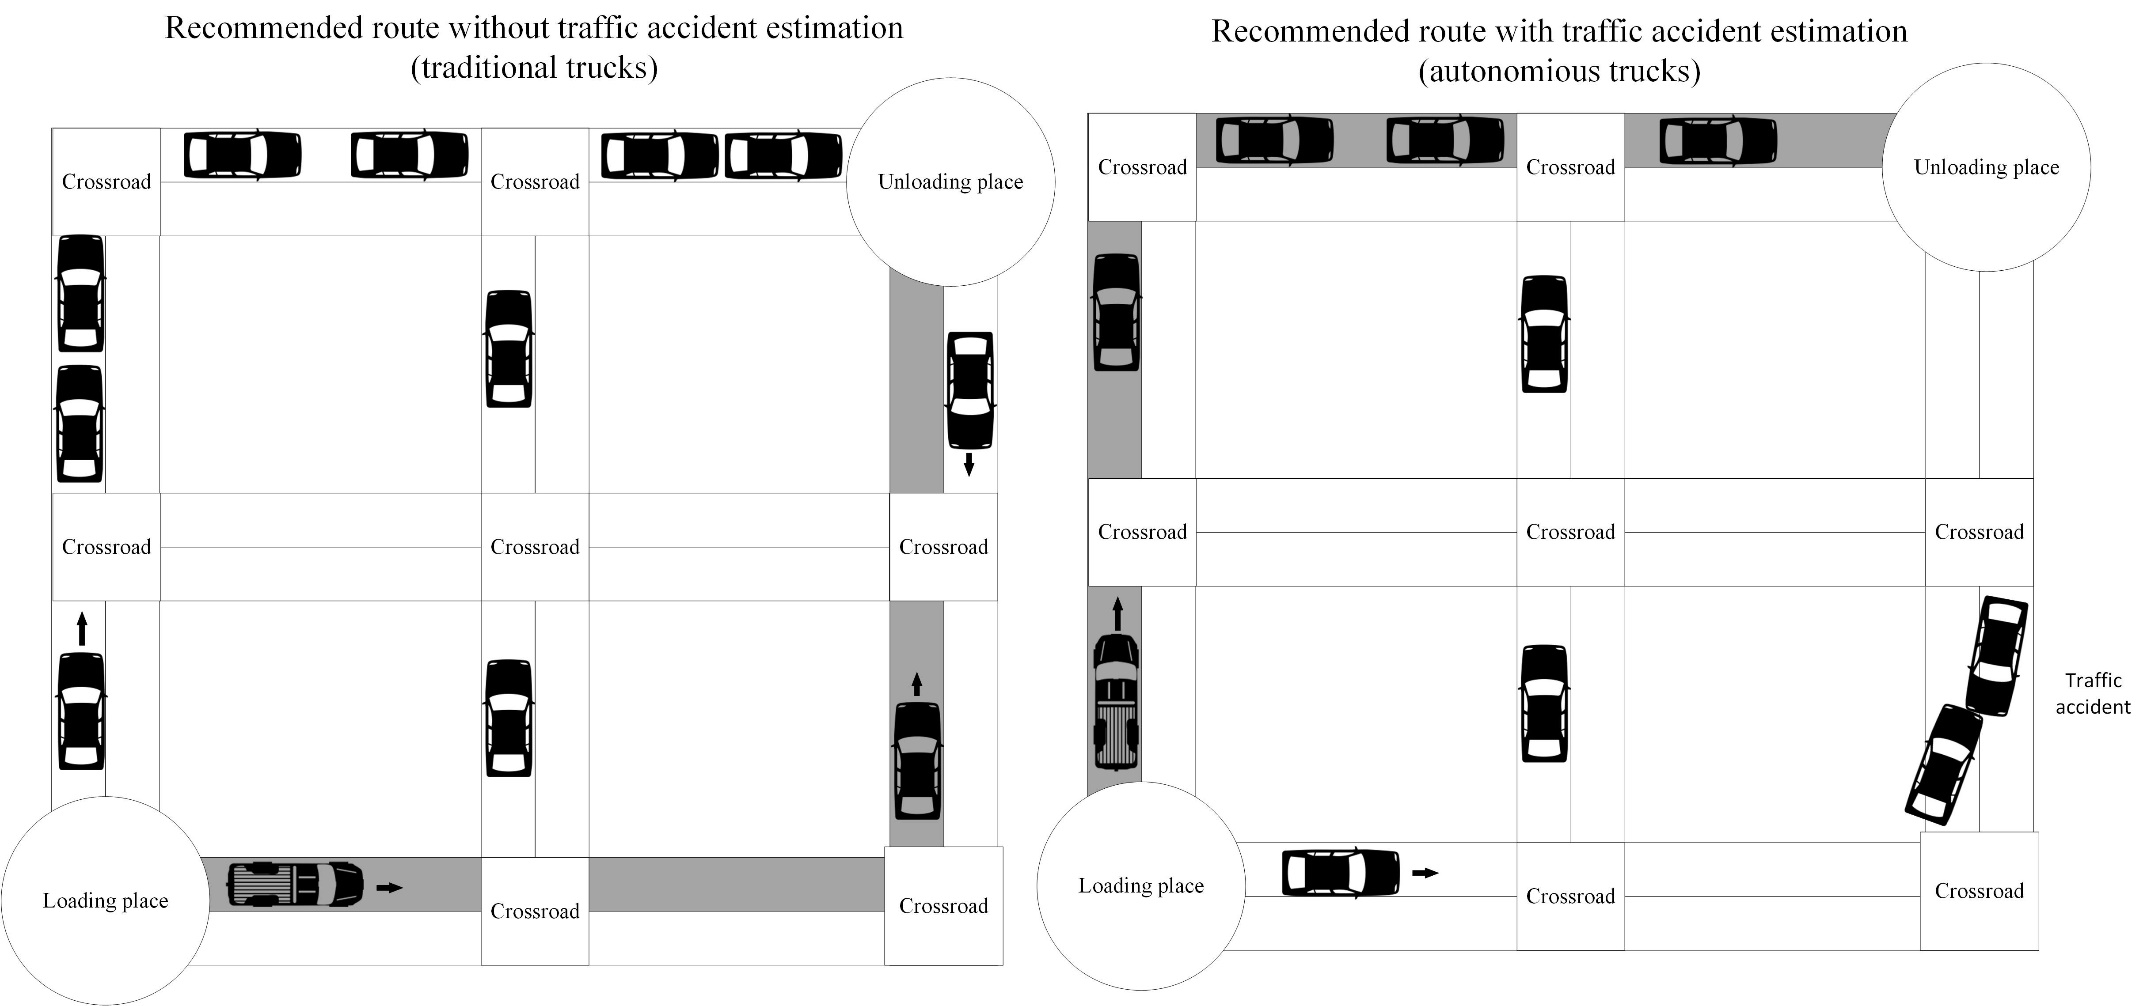 Recommended route without traffic accident estimation
(traditional trucks)
Crossroad
Crossroad
Unloading place
Crossroad
Crossroad
Crossroad
Loading place
Crossroad
Crossroad
Recommended route with traffic accident estimation
(autonomious trucks)
Crossroad
Crossroad
Unloading place
Crossroad
Crossroad
Crossroad
Traffic
accident
Loading place
Crossroad
Crossroad